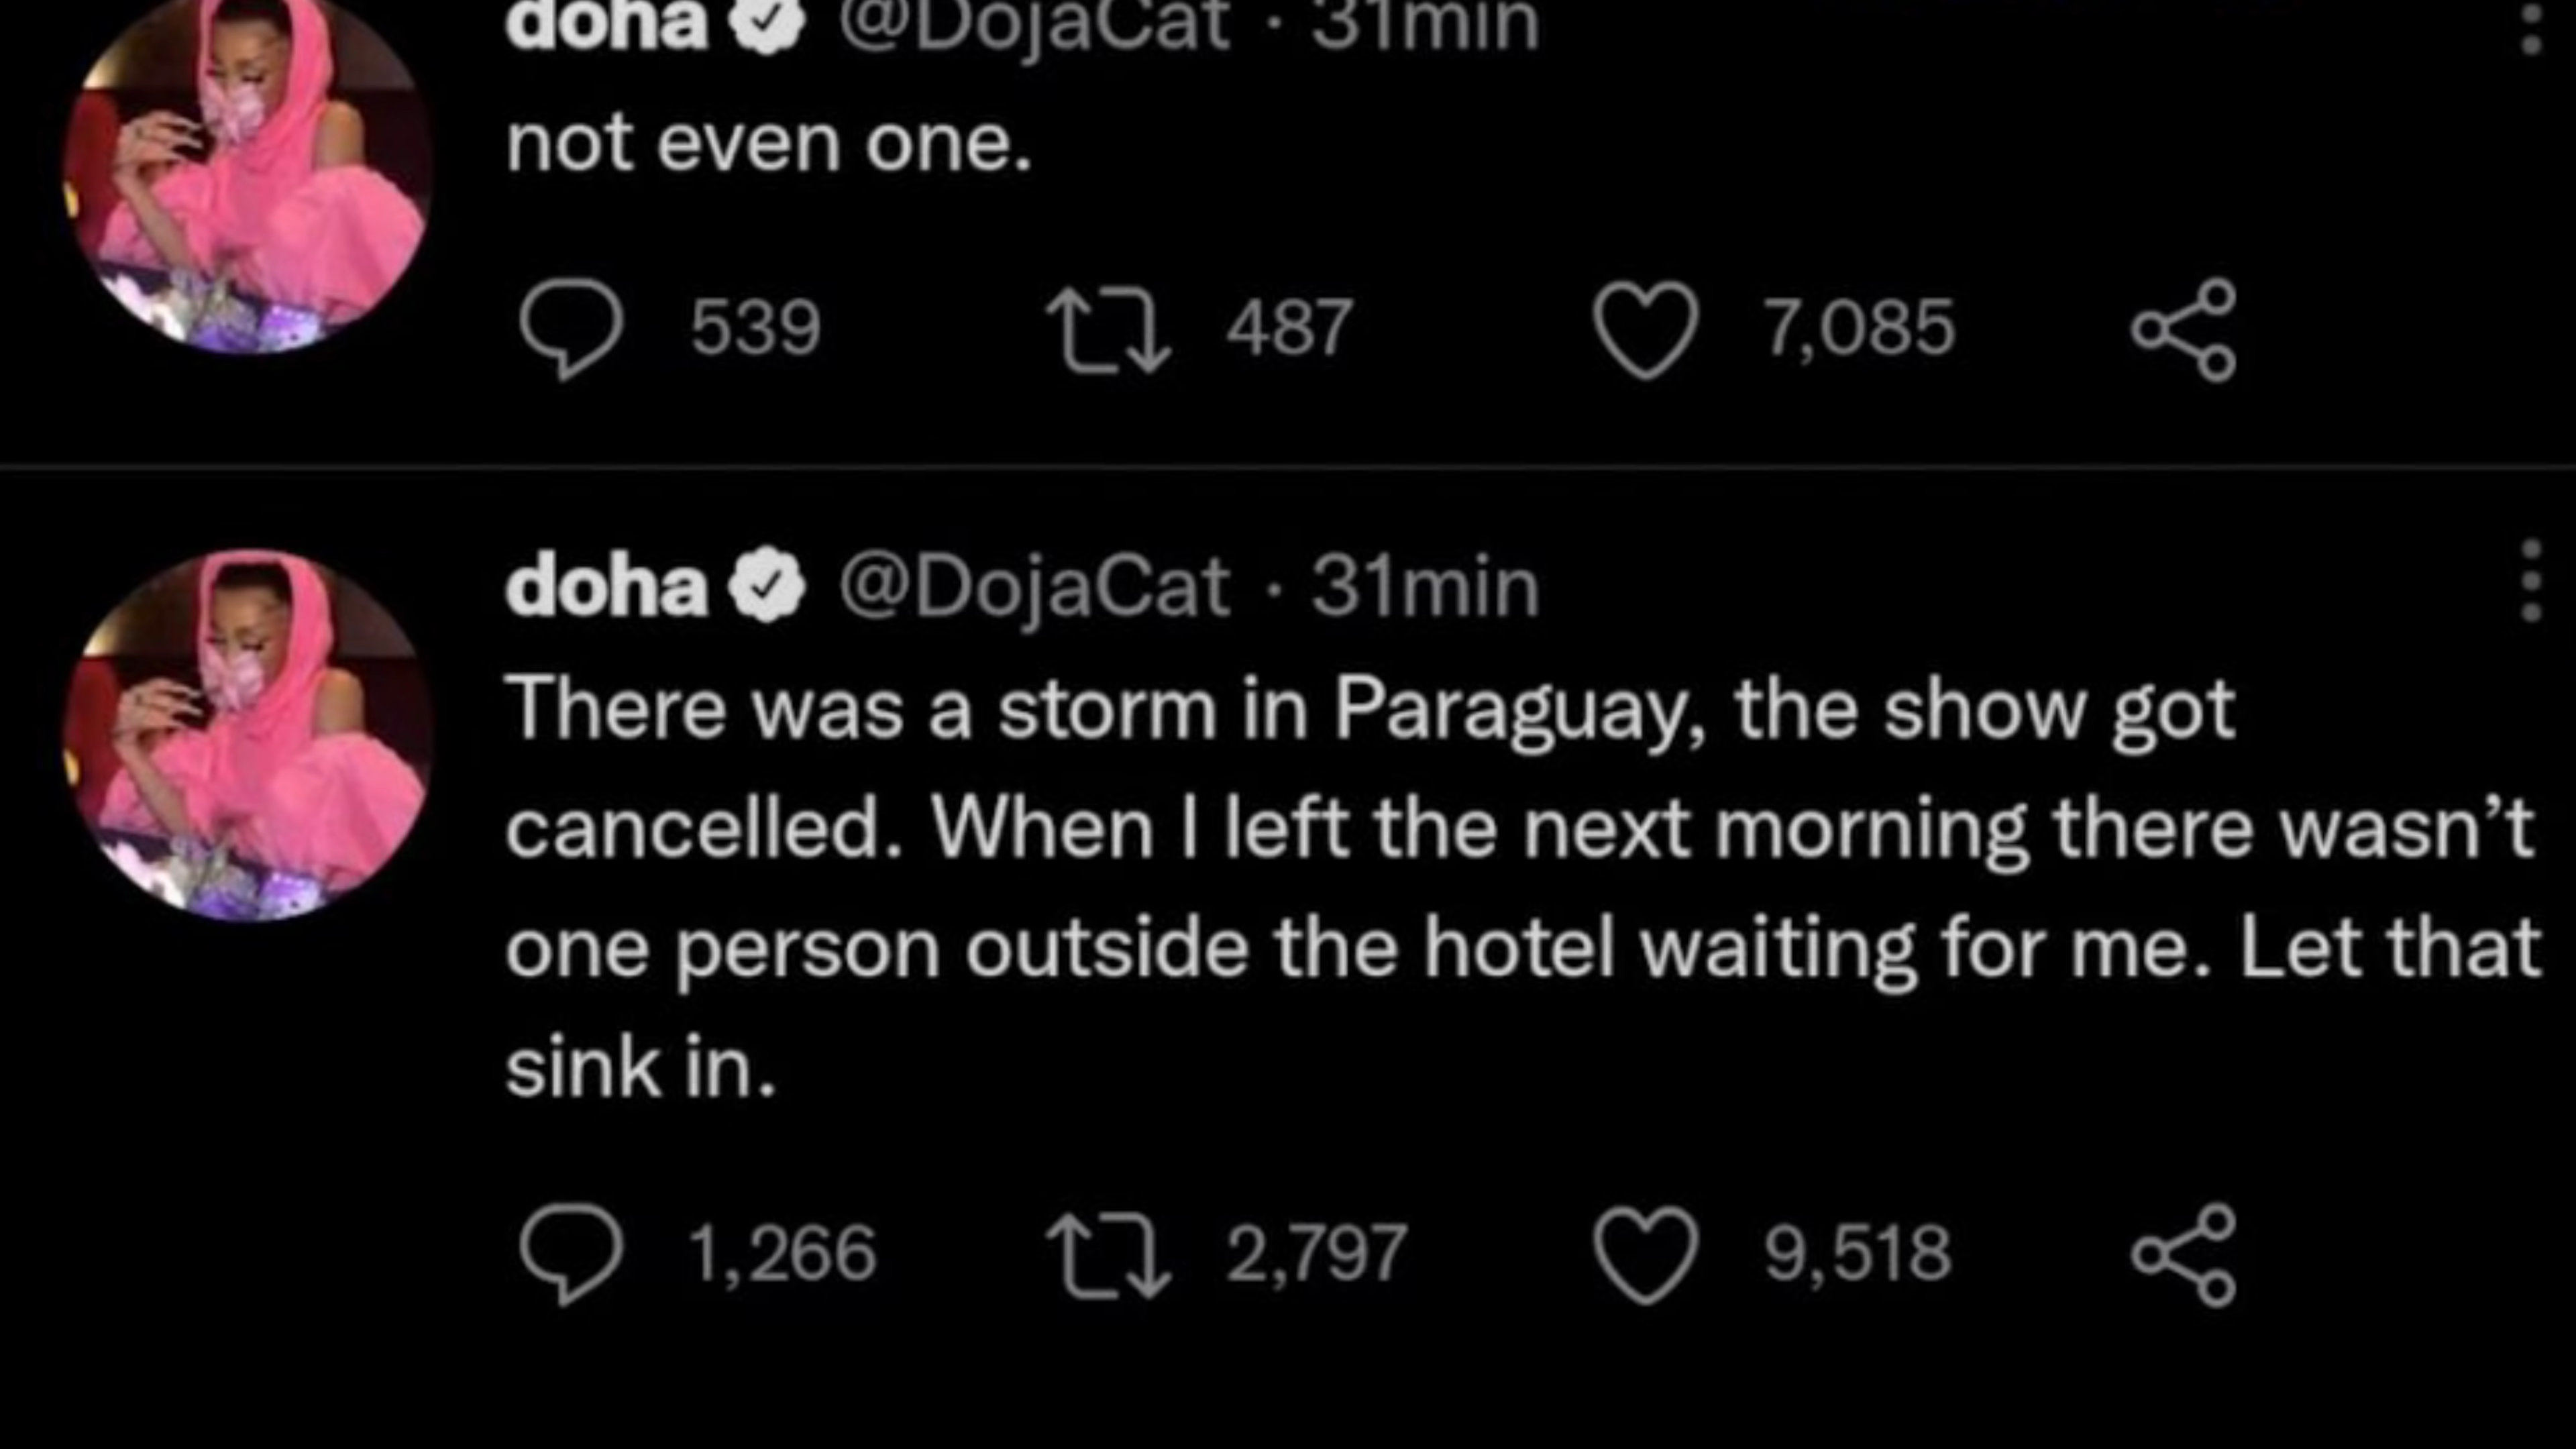 doha @DojaCat · 31min
not even one.
539 487 7,085
doha @DojaCat · 31min
There was a storm in Paraguay, the show got
cancelled. When I left the next morning there wasn’t
one person outside the hotel waiting for me. Let that
sink in.
1,266 2,797 9,518